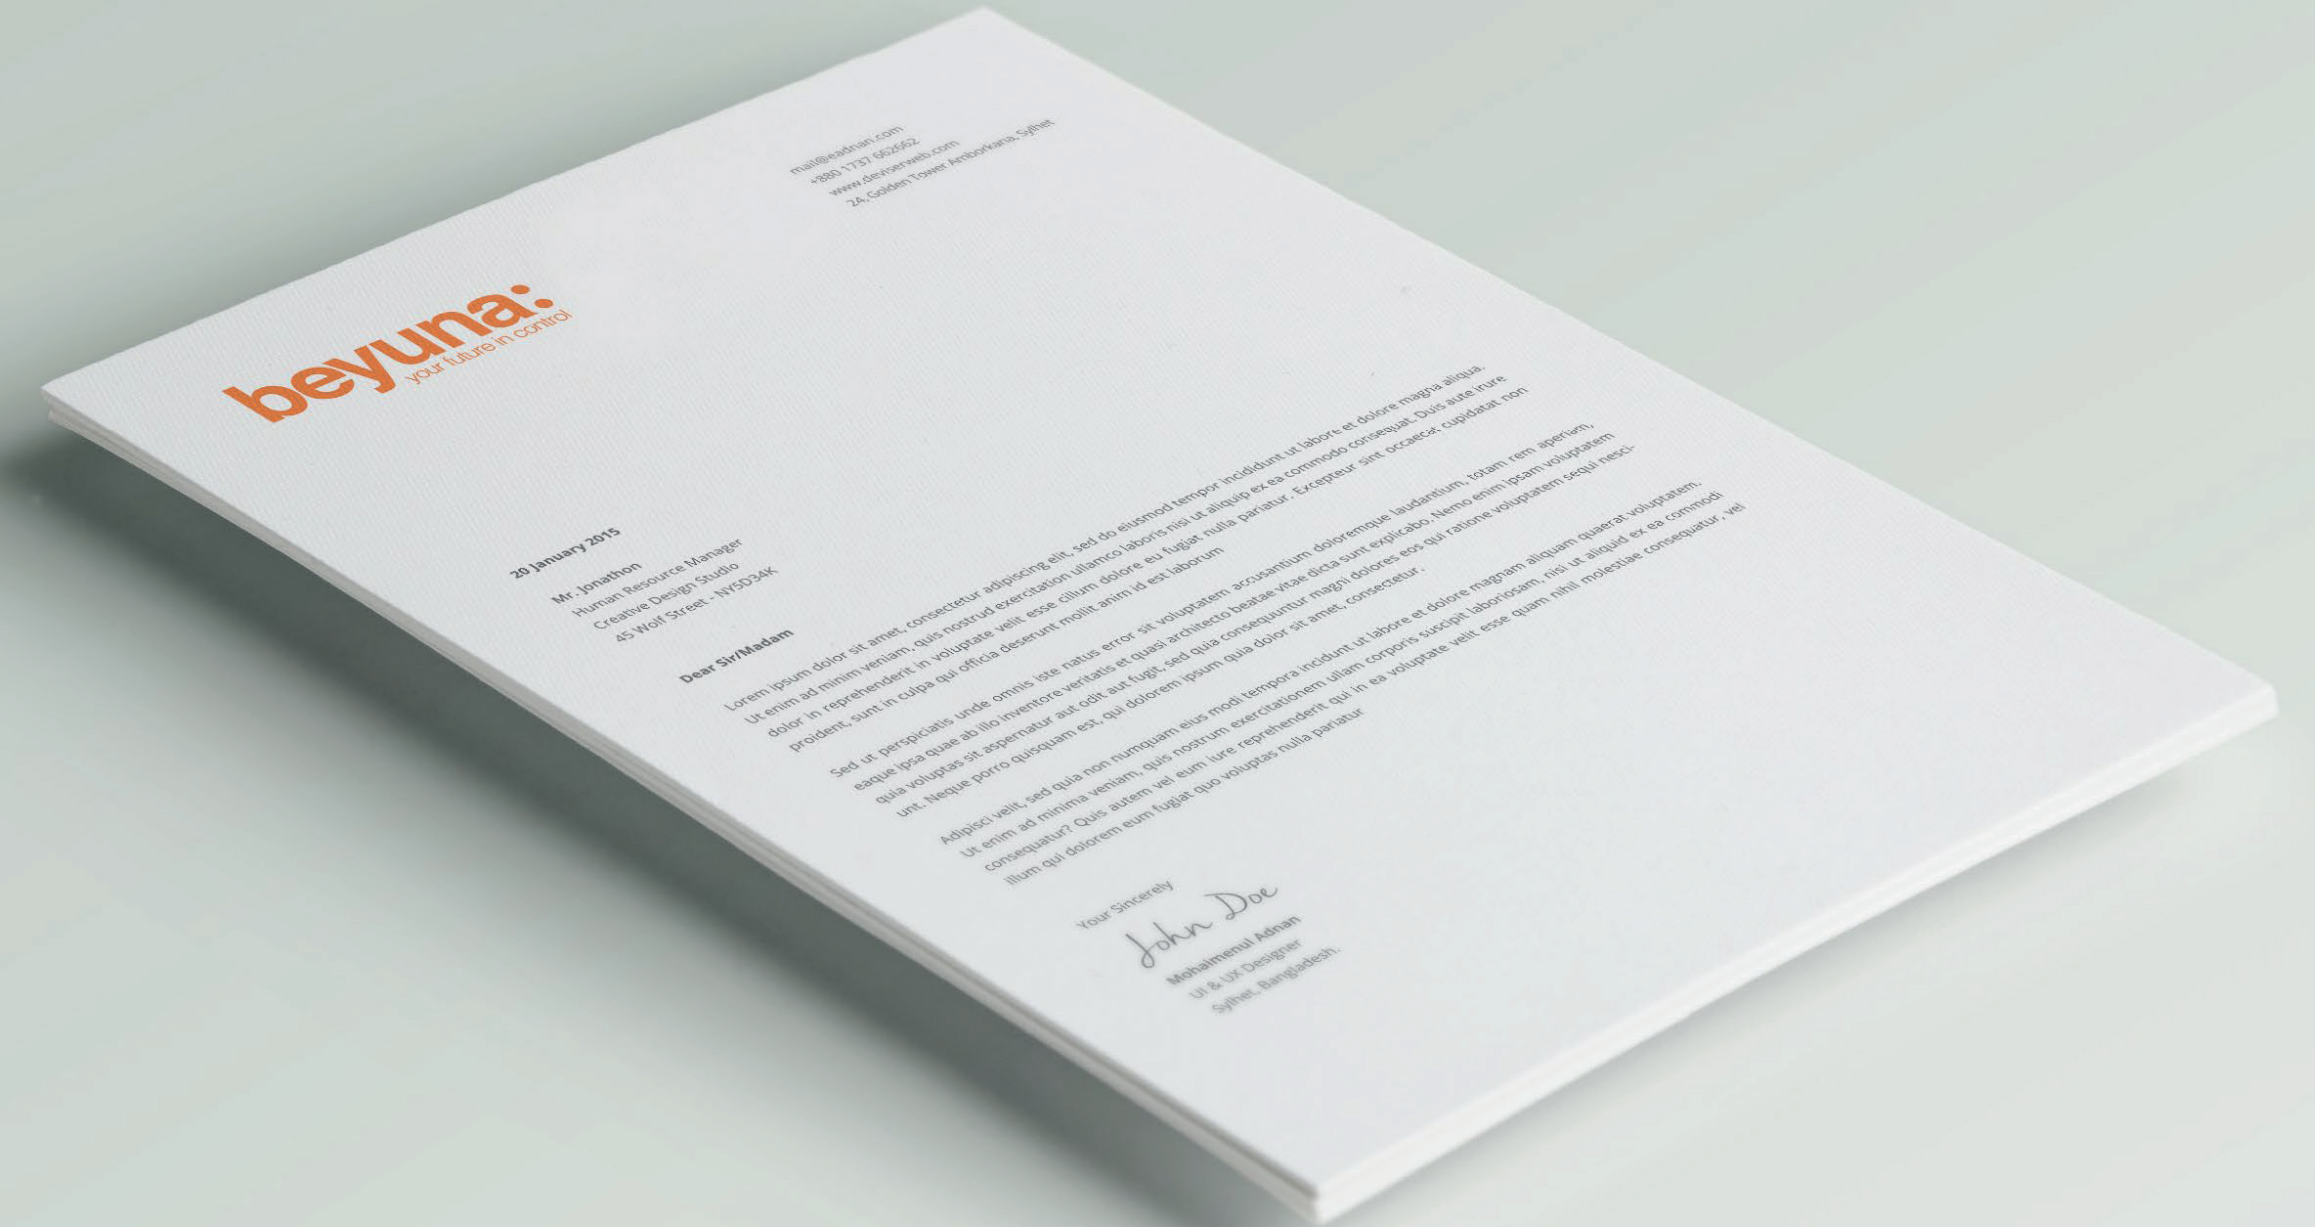 mail@eadnan.com
+880 1737 662662
www.deviserweb.com
24, Golden Tower Amborkana, Sylhet
beyuna:
your future in control
20 January 2015
Mr. Jonathon
Human Resource Manager
Creative Design Studio
45 Wolf Street - NY5D34K
Dear Sir/Madam
Lorem ipsum dolor sit amet, consectetur adipiscing elit, sed do eiusmod tempor incididunt ut labore et dolore magna aliqua.
Ut enim ad minim veniam, quis nostrud exercitation ullamco laboris nisi ut aliquip ex ea commodo consequat. Duis aute irure
dolor in reprehenderit in voluptate velit esse cillum dolore eu fugiat nulla pariatur. Excepteur sint occaecat cupidatat non
proident, sunt in culpa qui officia deserunt mollit anim id est laborum
Sed ut perspiciatis unde omnis iste natus error sit voluptatem accusantium doloremque laudantium, totam rem aperiam,
eaque ipsa quae ab illo inventore veritatis et quasi architecto beatae vitae dicta sunt explicabo. Nemo enim ipsam voluptatem
quia voluptas sit aspernatur aut odit aut fugit, sed quia consequuntur magni dolores eos qui ratione voluptatem sequi nesci-
unt. Neque porro quisquam est, qui dolorem ipsum quia dolor sit amet, consectetur .
Adipisci velit, sed quia non numquam eius modi tempora incidunt ut labore et dolore magnam aliquam quaerat voluptatem.
Ut enim ad minima veniam, quis nostrum exercitationem ullam corporis suscipit laboriosam, nisi ut aliquid ex ea commodi
consequatur? Quis autem vel eum iure reprehenderit qui in ea voluptate velit esse quam nihil molestiae consequatur, vel
illum qui dolorem eum fugiat quo voluptas nulla pariatur
Your Sincerely
John Doe
Mohaimenul Adnan
UI & UX Designer
Sylhet, Bangladesh.